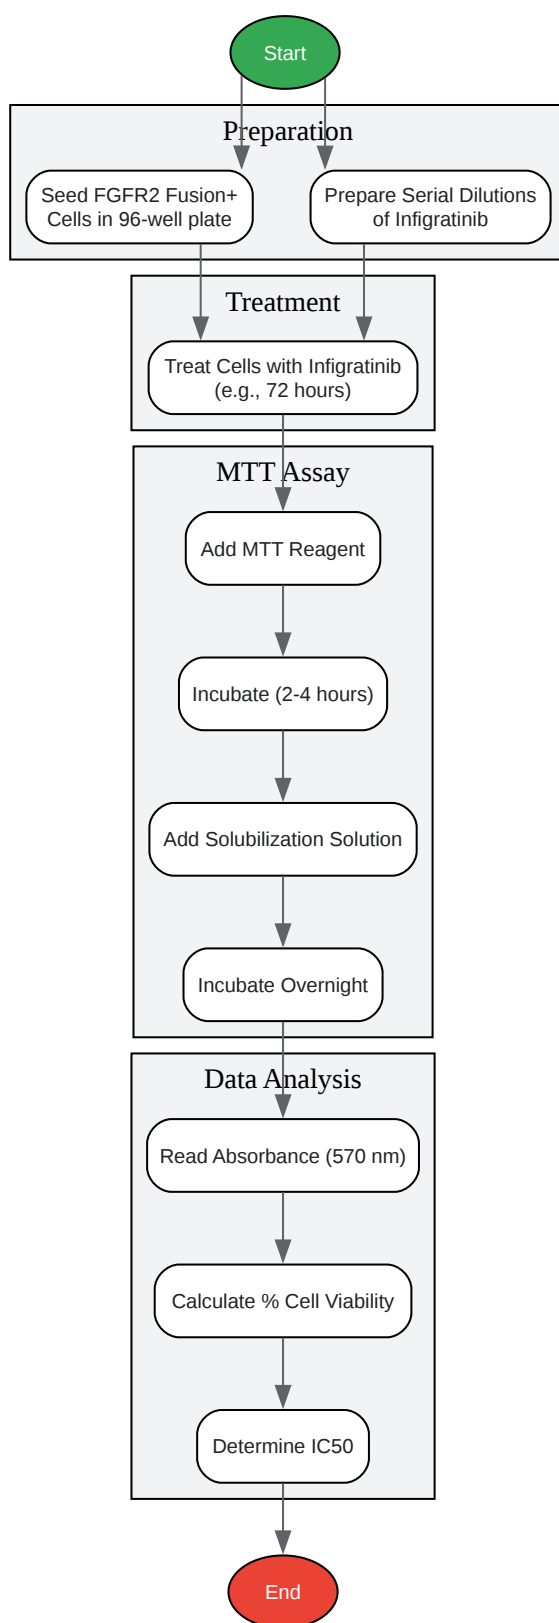 Start
Preparation
Seed FGFR2 Fusion+
Cells in 96-well plate
Prepare Serial Dilutions
of Infigratinib
Treatment
Treat Cells with Infigratinib
(e.g., 72 hours)
MTT Assay
Add MTT Reagent
Incubate (2-4 hours)
Add Solubilization Solution
Incubate Overnight
Data Analysis
Read Absorbance (570 nm)
Calculate % Cell Viability
Determine IC50
End